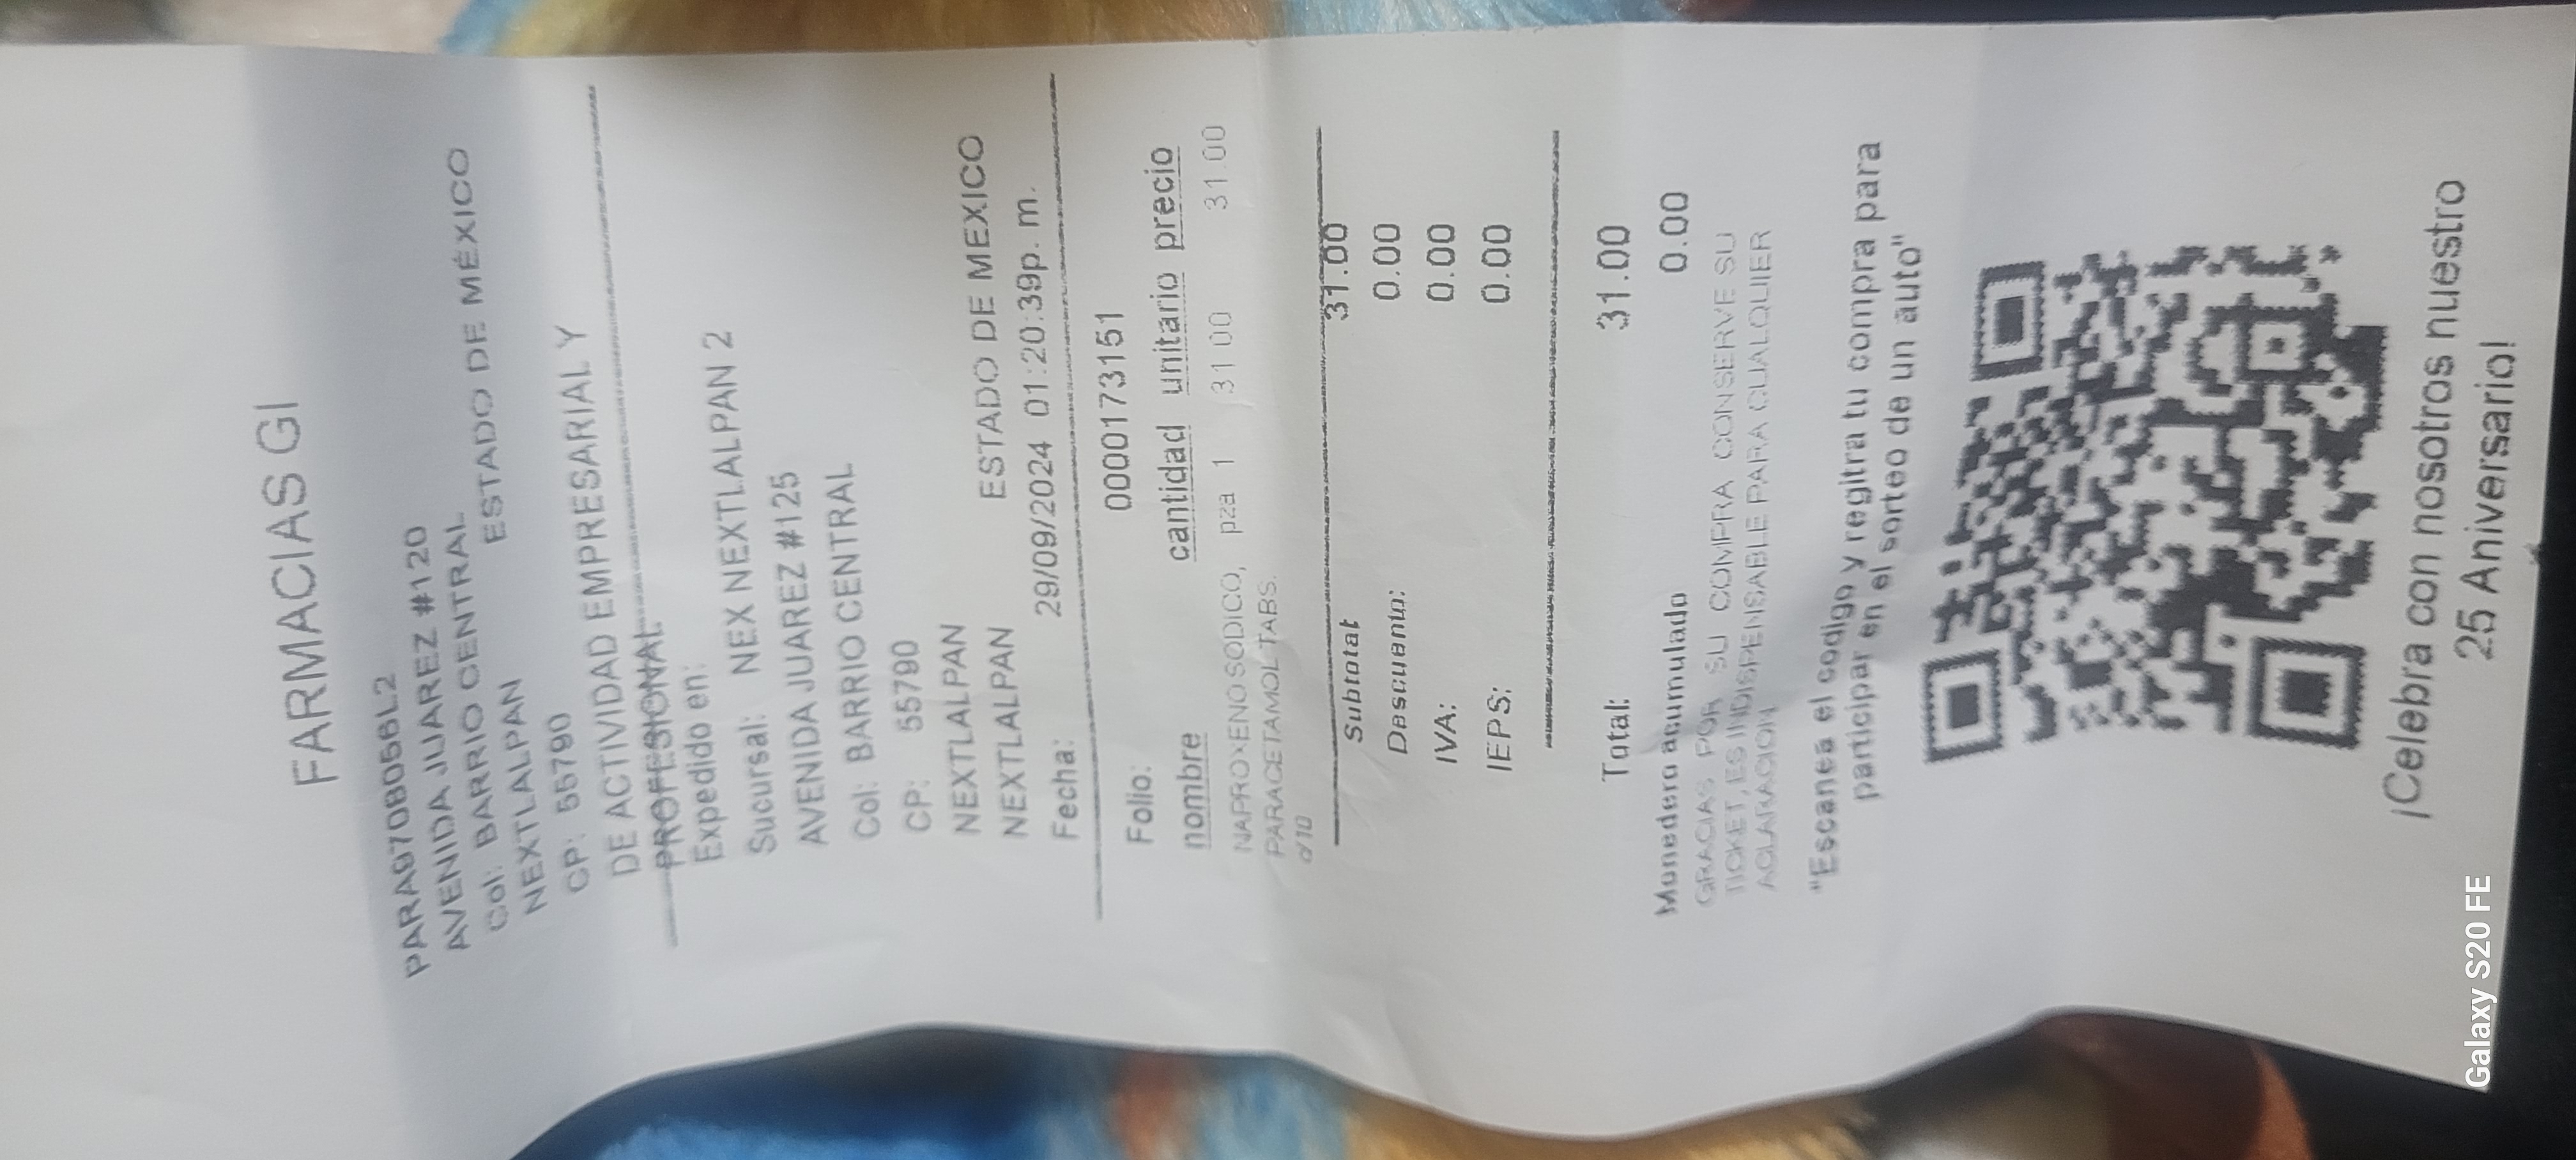 FARMACIAS GI
PARA970805BL2
AVENIDA JUAREZ #120
Col: BARRIO CENTRAL
NEXTLALPAN ESTADO DE MÉXICO
CP: 55790
DE ACTIVIDAD EMPRESARIAL Y
PROFESIONAL
Expedido en:
Sucursal: NEX NEXTLALPAN 2
AVENIDA JUAREZ #125
Col: BARRIO CENTRAL
CP: 55790
NEXTLALPAN
NEXTLALPAN ESTADO DE MEXICO
Fecha: 29/09/2024 01:20:39p. m.
Folio: 0000173151
nombre cantidad unitario precio
NAPROXENO SODICO, pza 1 31.00 31.00
PARACETAMOL TABS.
c/10
Subtotal 31.00
Descuento: 0.00
IVA: 0.00
IEPS: 0.00
Total: 31.00
Monedero acumulado 0.00
GRACIAS POR SU COMPRA CONSERVE SU
TICKET, ES INDISPENSABLE PARA CUALQUIER
ACLARACION
"Escanea el codigo y regitra tu compra para
participar en el sorteo de un auto"
¡Celebra con nosotros nuestro
25 Aniversario!
Galaxy S20 FE